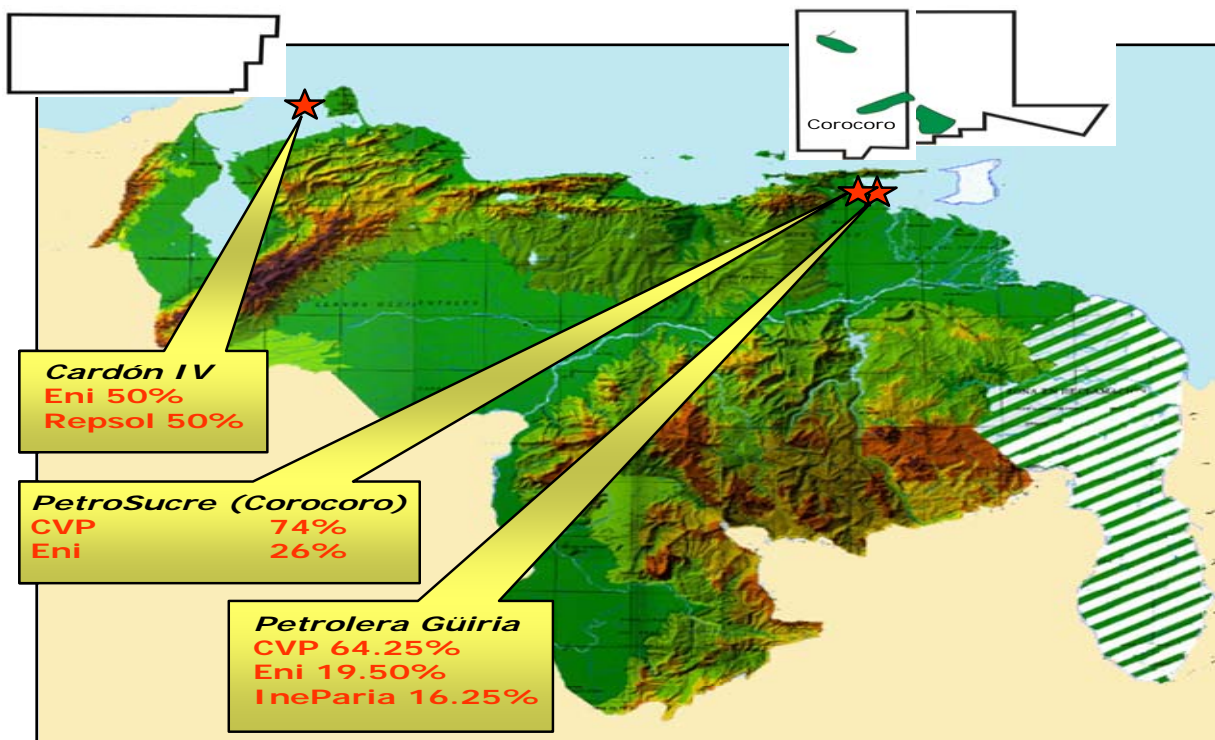 Corocoro
Cardón IV
Eni 50%
Repsol 50%
PetroSucre (Corocoro)
CVP 74%
Eni 26%
Petrolera Güiria
CVP 64.25%
Eni 19.50%
IneParia 16.25%